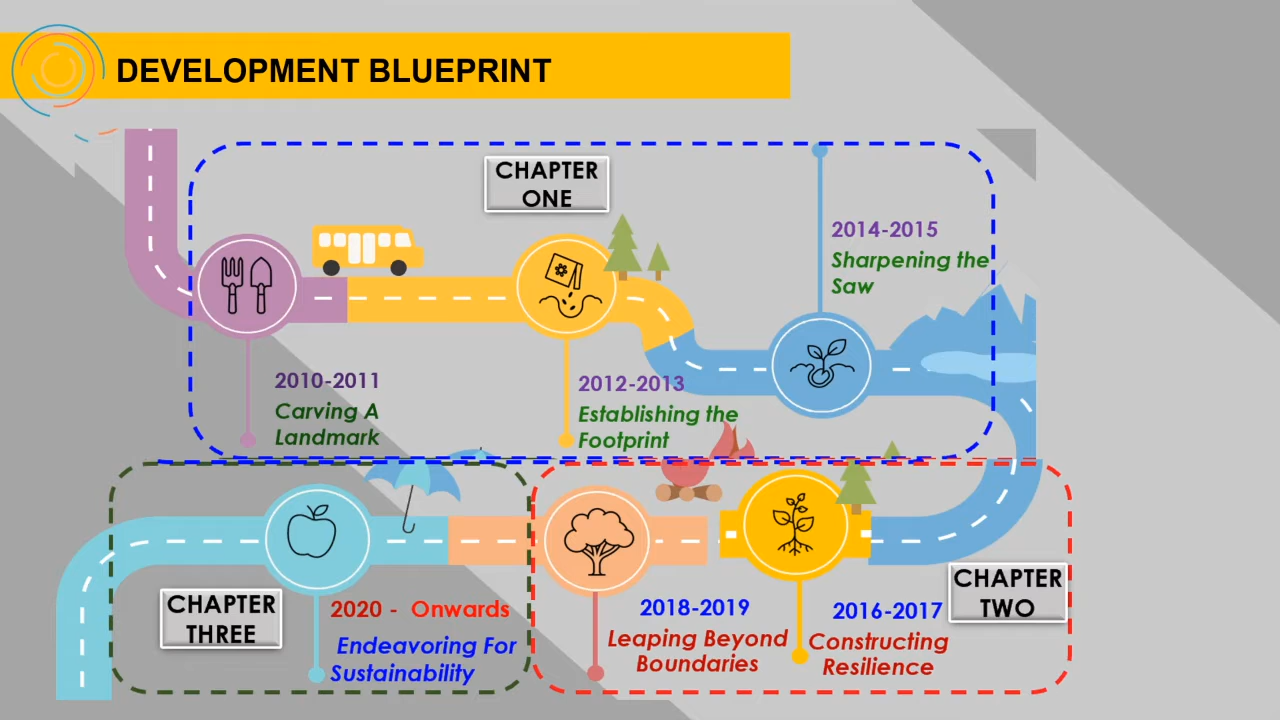 DEVELOPMENT BLUEPRINT
CHAPTER
ONE
2010-2011
Carving A
Landmark
2012-2013
Establishing the
Footprint
2014-2015
Sharpening the
Saw
CHAPTER
TWO
2016-2017
Constructing
Resilience
2018-2019
Leaping Beyond
Boundaries
CHAPTER
THREE
2020 - Onwards
Endeavoring For
Sustainability